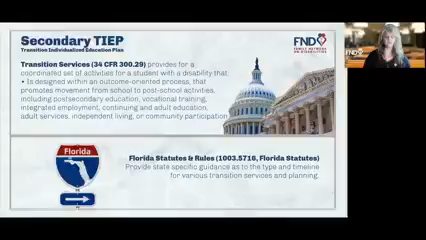 Secondary TIEP
Transition Individualized Education Plan
FND
FAMILY NETWORK
ON DISABILITIES
Transition Services (34 CFR 300.29) provides for a
coordinated set of activities for a student with a disability that:
• Is designed within an outcome-oriented process, that
promotes movement from school to post-school activities,
including postsecondary education, vocational training,
integrated employment, continuing and adult education,
adult services, independent living, or community participation
Florida
Florida Statutes & Rules (1003.5716, Florida Statutes)
Provide state specific guidance as to the type and timeline
for various transition services and planning.
FND